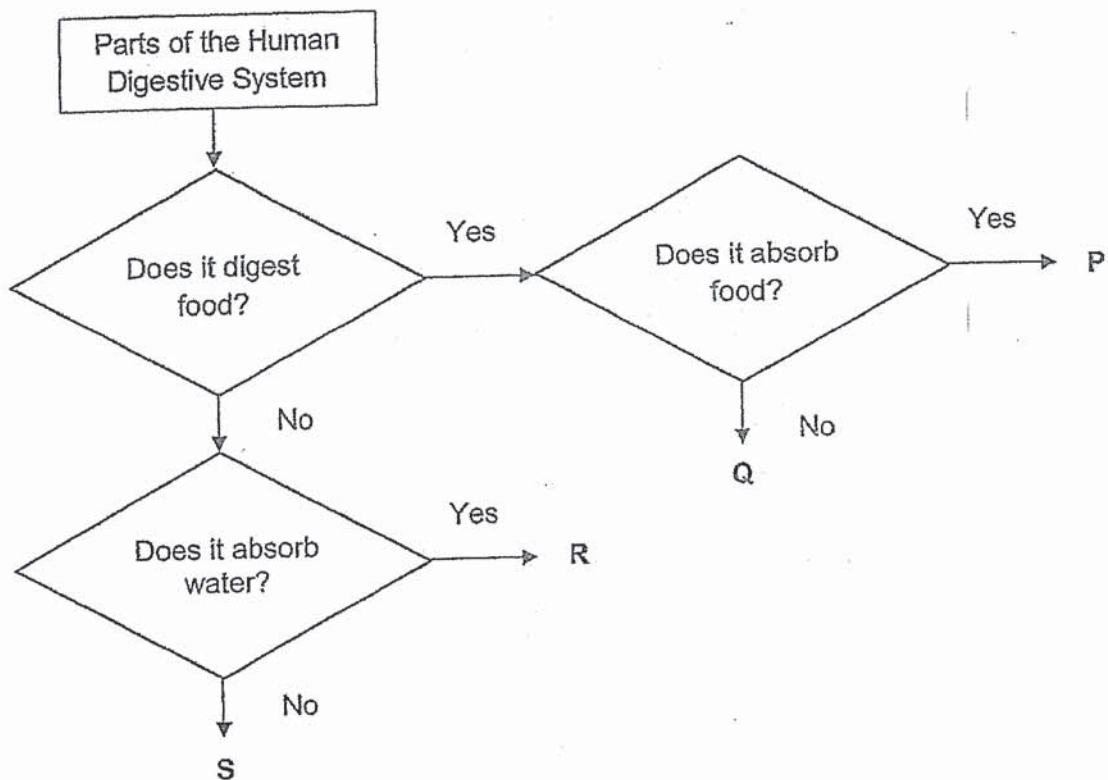 Parts of the Human
Digestive System
Does it digest
food?
Yes
Does it absorb
food?
Yes
P
No
Q
No
Does it absorb
water?
Yes
R
No
S